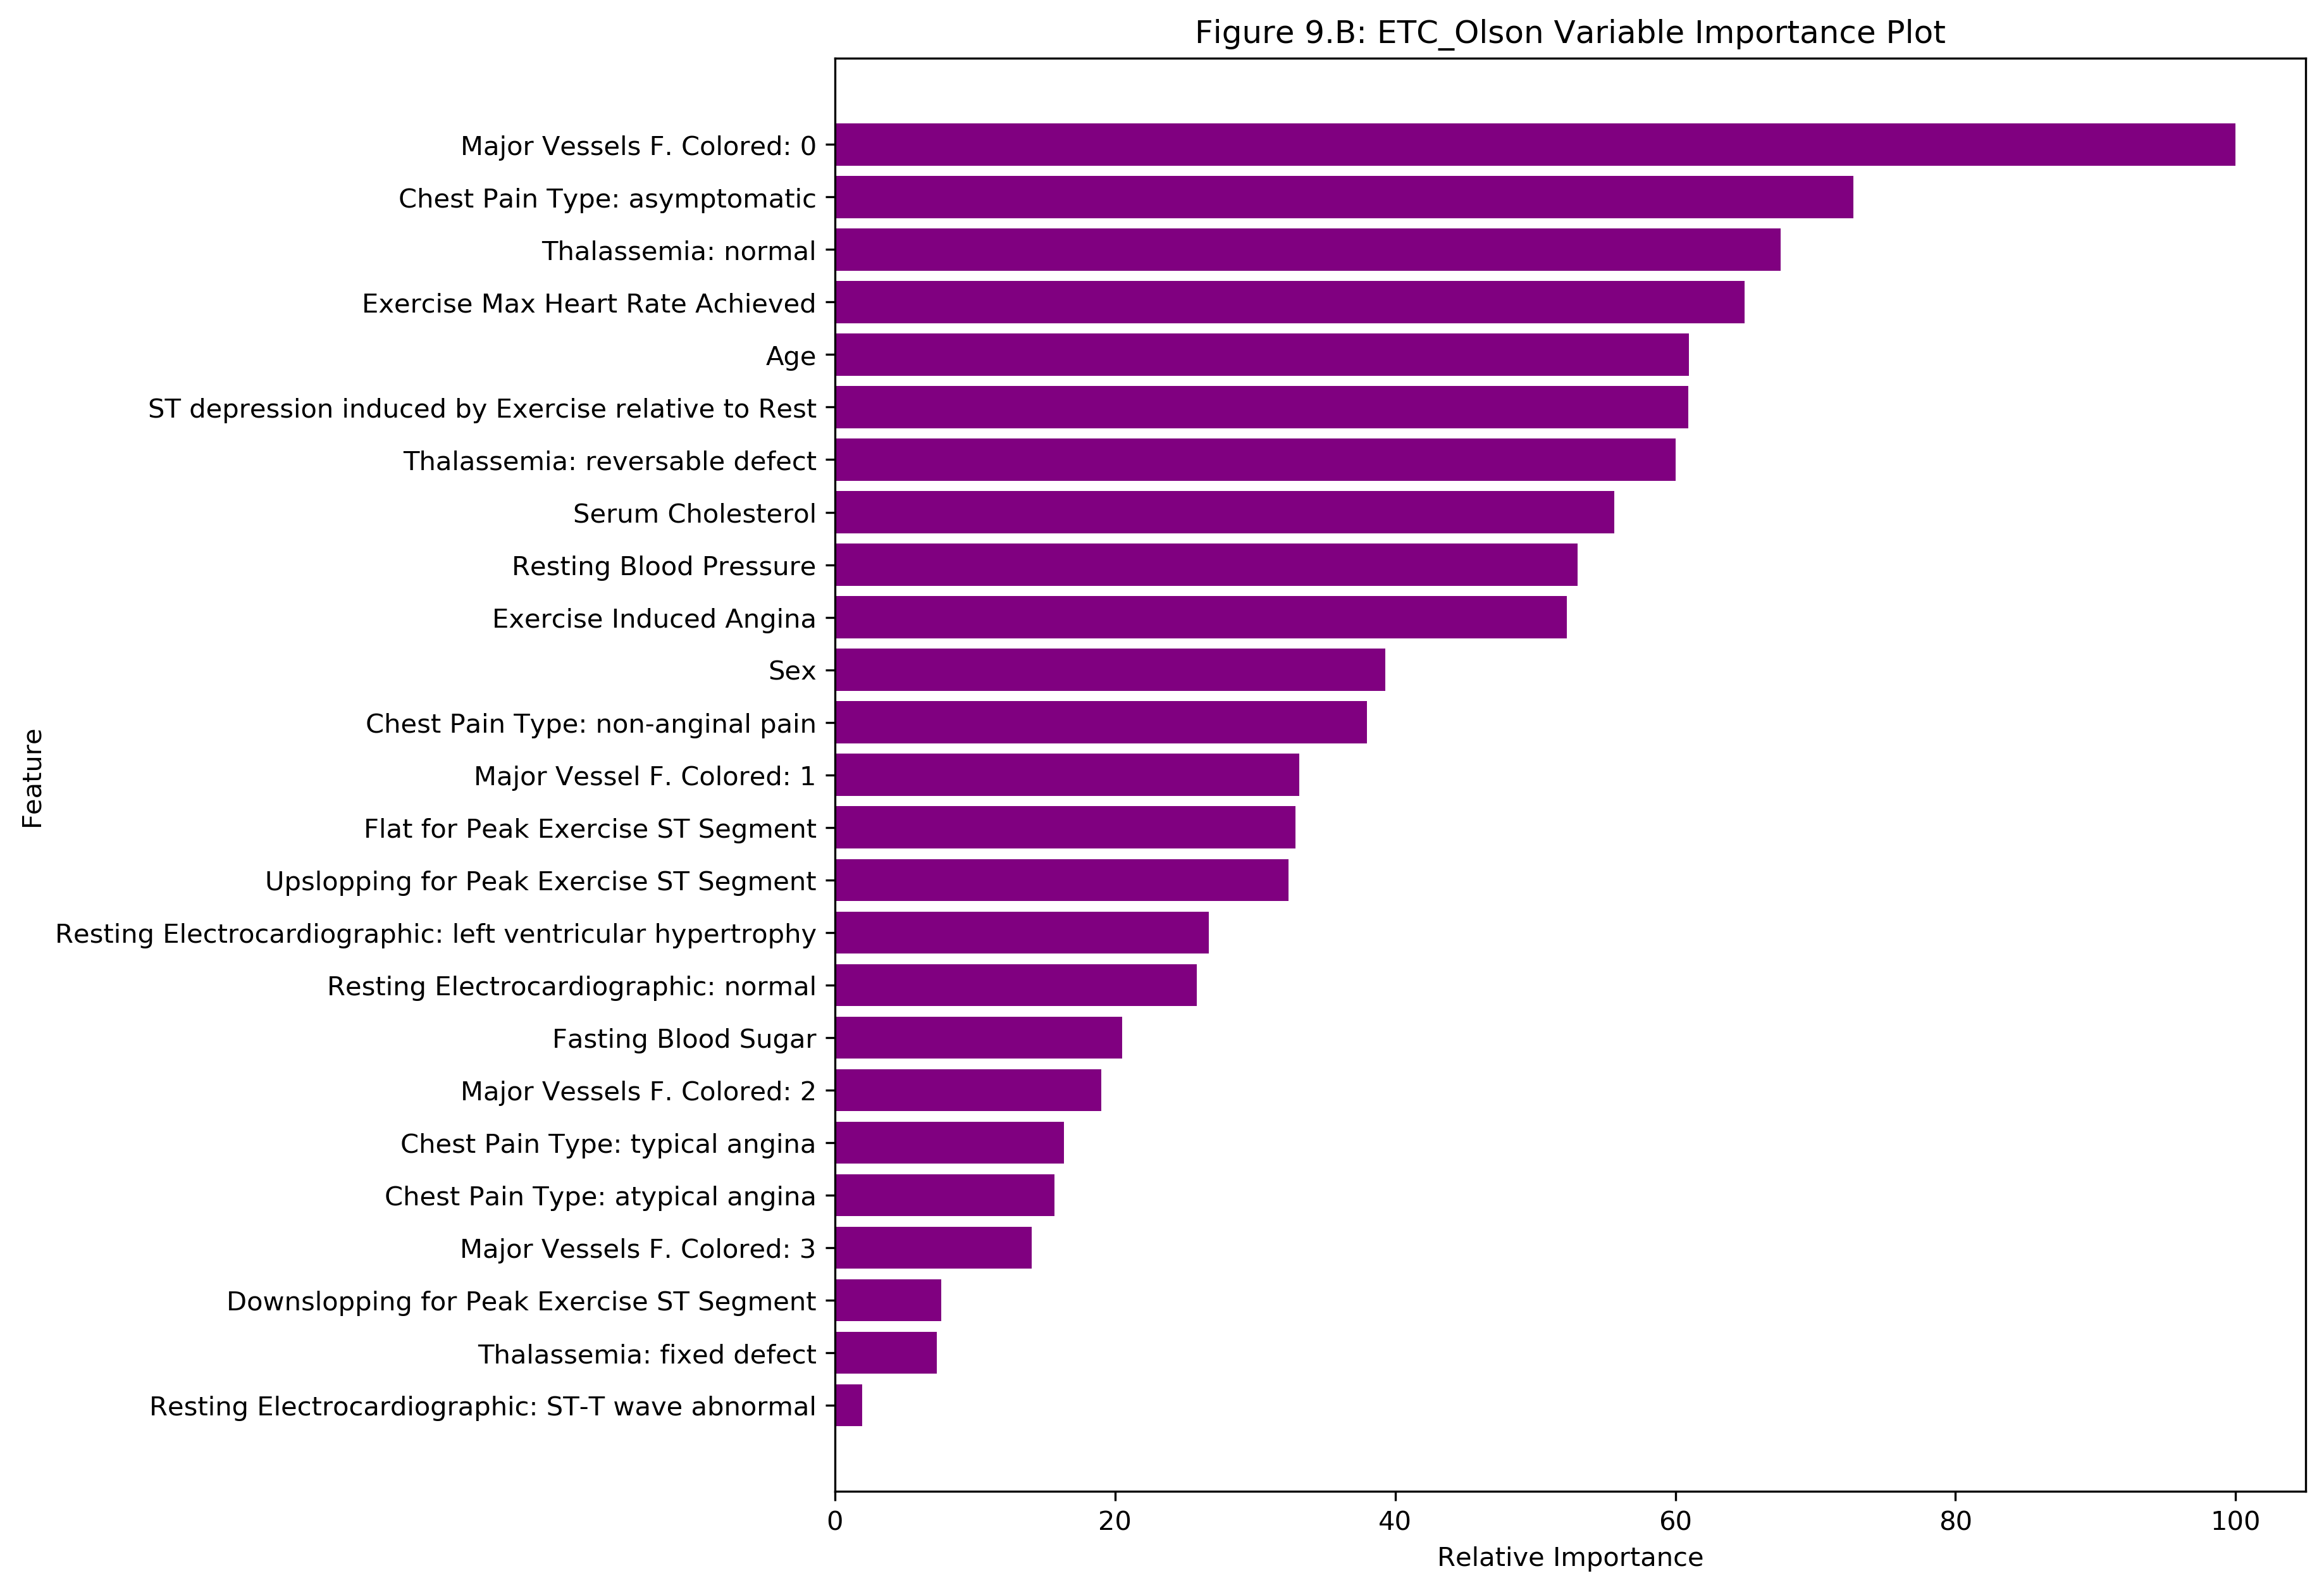 Figure 9.B: ETC_Olson Variable Importance Plot
Major Vessels F. Colored: 0
Chest Pain Type: asymptomatic
Thalassemia: normal
Exercise Max Heart Rate Achieved
Age
ST depression induced by Exercise relative to Rest
Thalassemia: reversable defect
Serum Cholesterol
Resting Blood Pressure
Exercise Induced Angina
Sex
Chest Pain Type: non-anginal pain
Major Vessel F. Colored: 1
Flat for Peak Exercise ST Segment
Upslopping for Peak Exercise ST Segment
Resting Electrocardiographic: left ventricular hypertrophy
Resting Electrocardiographic: normal
Fasting Blood Sugar
Major Vessels F. Colored: 2
Chest Pain Type: typical angina
Chest Pain Type: atypical angina
Major Vessels F. Colored: 3
Downslopping for Peak Exercise ST Segment
Thalassemia: fixed defect
Resting Electrocardiographic: ST-T wave abnormal
Feature
0 20 40 60 80 100
Relative Importance